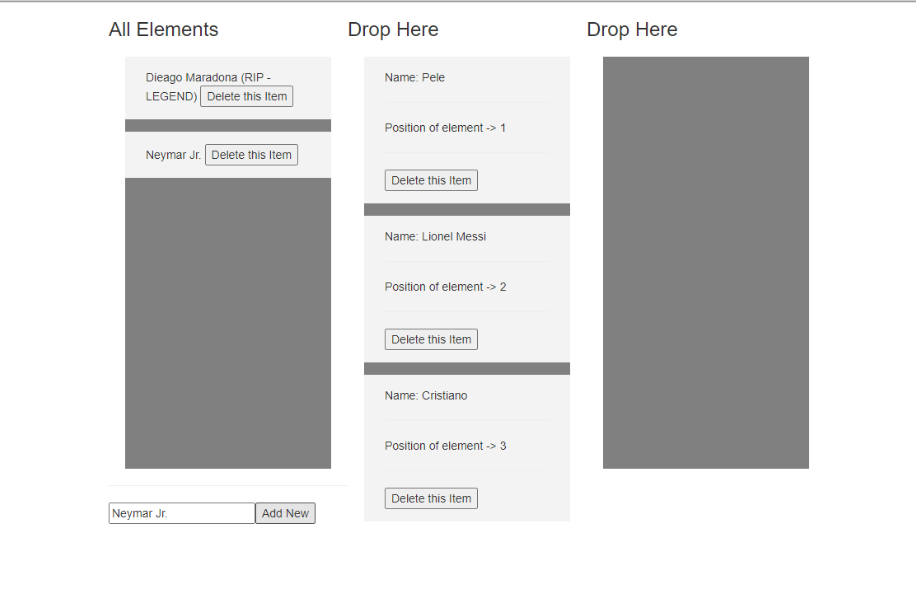 All Elements
Dieago Maradona (RIP -
LEGEND) Delete this Item
Neymar Jr. Delete this Item
Neymar Jr. Add New
Drop Here
Name: Pele
Position of element -> 1
Delete this Item
Name: Lionel Messi
Position of element -> 2
Delete this Item
Name: Cristiano
Position of element -> 3
Delete this Item
Drop Here